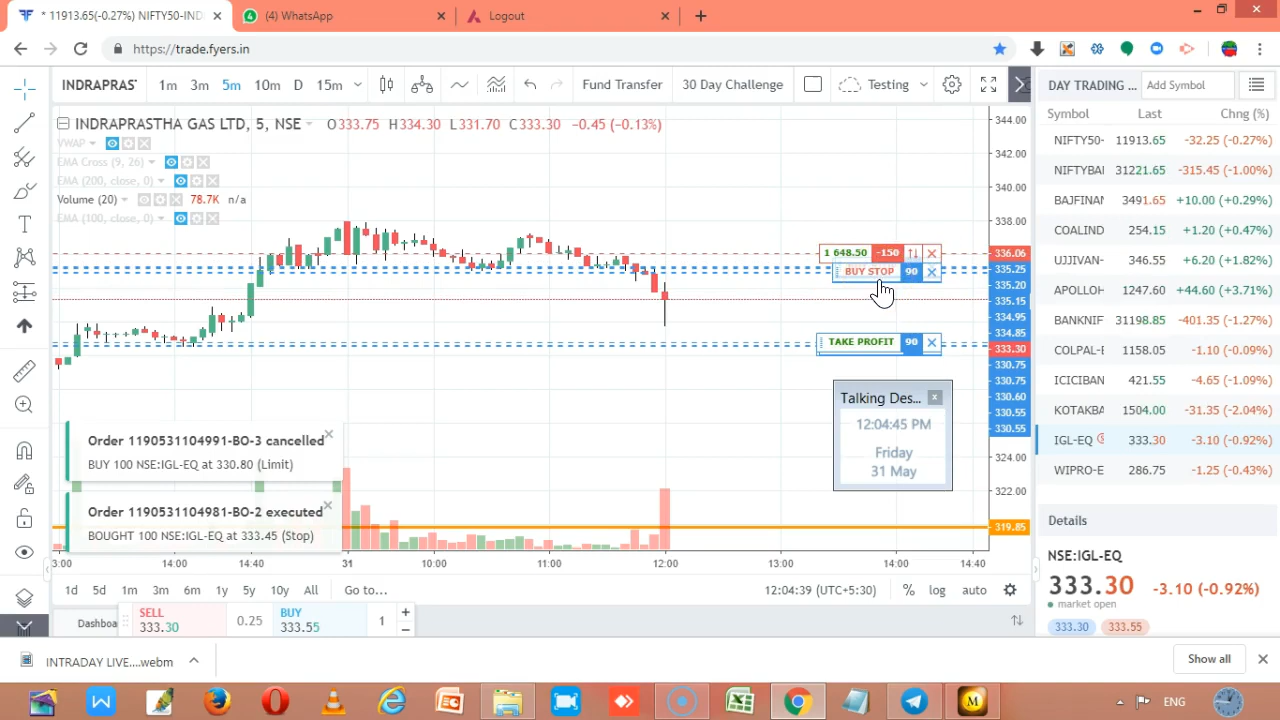 * 11913.65(-0.27%) NIFTY50-IND
(4) WhatsApp
Logout
https://trade.fyers.in
INDRAPRAS
1m 3m 5m 10m D 15m
Fund Transfer
30 Day Challenge
Testing
DAY TRADING ...
Add Symbol
INDRAPRASTHA GAS LTD, 5, NSE O333.75 H334.30 L331.70 C333.30 -0.45 (-0.13%)
VWAP
EMA Cross (9, 26)
EMA (200, close, 0)
Volume (20) 78.7K n/a
EMA (100, close, 0)
344.00
342.00
340.00
338.00
336.06
335.25
335.20
335.15
334.95
334.85
333.30
330.75
330.75
330.60
330.55
330.55
324.00
322.00
319.85
1 648.50 -150
BUY STOP 90
TAKE PROFIT 90
Talking Des... x
12:04:45 PM
Friday
31 May
Order 1190531104991-BO-3 cancelled
BUY 100 NSE:IGL-EQ at 330.80 (Limit)
Order 1190531104981-BO-2 executed
BOUGHT 100 NSE:IGL-EQ at 333.45 (Stop)
3:00 14:00 14:40 31 10:00 11:00 12:00 13:00 14:00 14:40
1d 5d 1m 3m 6m 1y 5y 10y All Go to...
12:04:39 (UTC+5:30) % log auto
Dashboa
SELL
333.30
0.25
BUY
333.55
1
Symbol Last Chng (%)
NIFTY50- 11913.65 -32.25 (-0.27%)
NIFTYBA 31221.65 -315.45 (-1.00%)
BAJFINAN 3491.65 +10.00 (+0.29%)
COALIND 254.15 +1.20 (+0.47%)
UJJIVAN- 346.55 +6.20 (+1.82%)
APOLLOH 1247.60 +44.60 (+3.71%)
BANKNIF 31198.85 -401.35 (-1.27%)
COLPAL-E 1158.05 -1.10 (-0.09%)
ICICIBAN 421.55 -4.65 (-1.09%)
KOTAKBA 1504.00 -31.35 (-2.04%)
IGL-EQ 333.30 -3.10 (-0.92%)
WIPRO-E 286.75 -1.25 (-0.43%)
Details
NSE:IGL-EQ
333.30 -3.10 (-0.92%)
market open
333.30 333.55
INTRADAY LIVE....webm
Show all
ENG